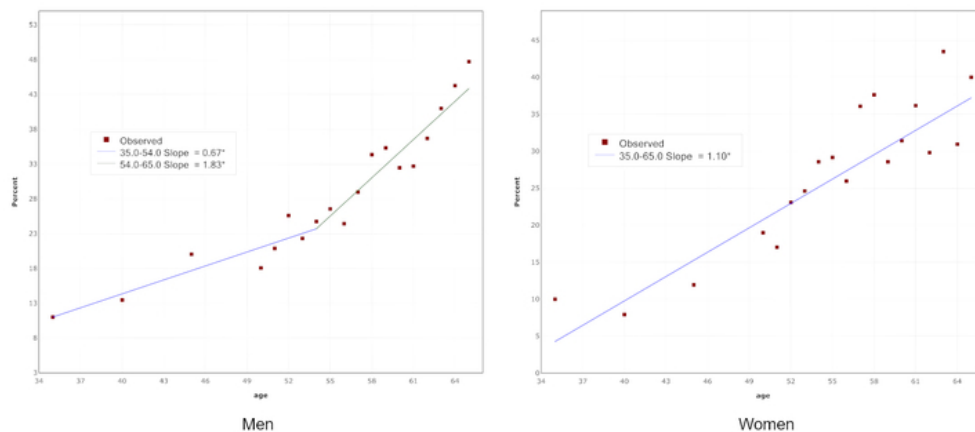 53
48
43
38
33
28
23
18
13
8
3
Percent
Observed
35.0-54.0 Slope = 0.67*
54.0-65.0 Slope = 1.83*
34 37 40 43 46 49 52 55 58 61 64
age
Men
45
40
35
30
25
20
15
10
5
0
Percent
Observed
35.0-65.0 Slope = 1.10*
34 37 40 43 46 49 52 55 58 61 64
age
Women